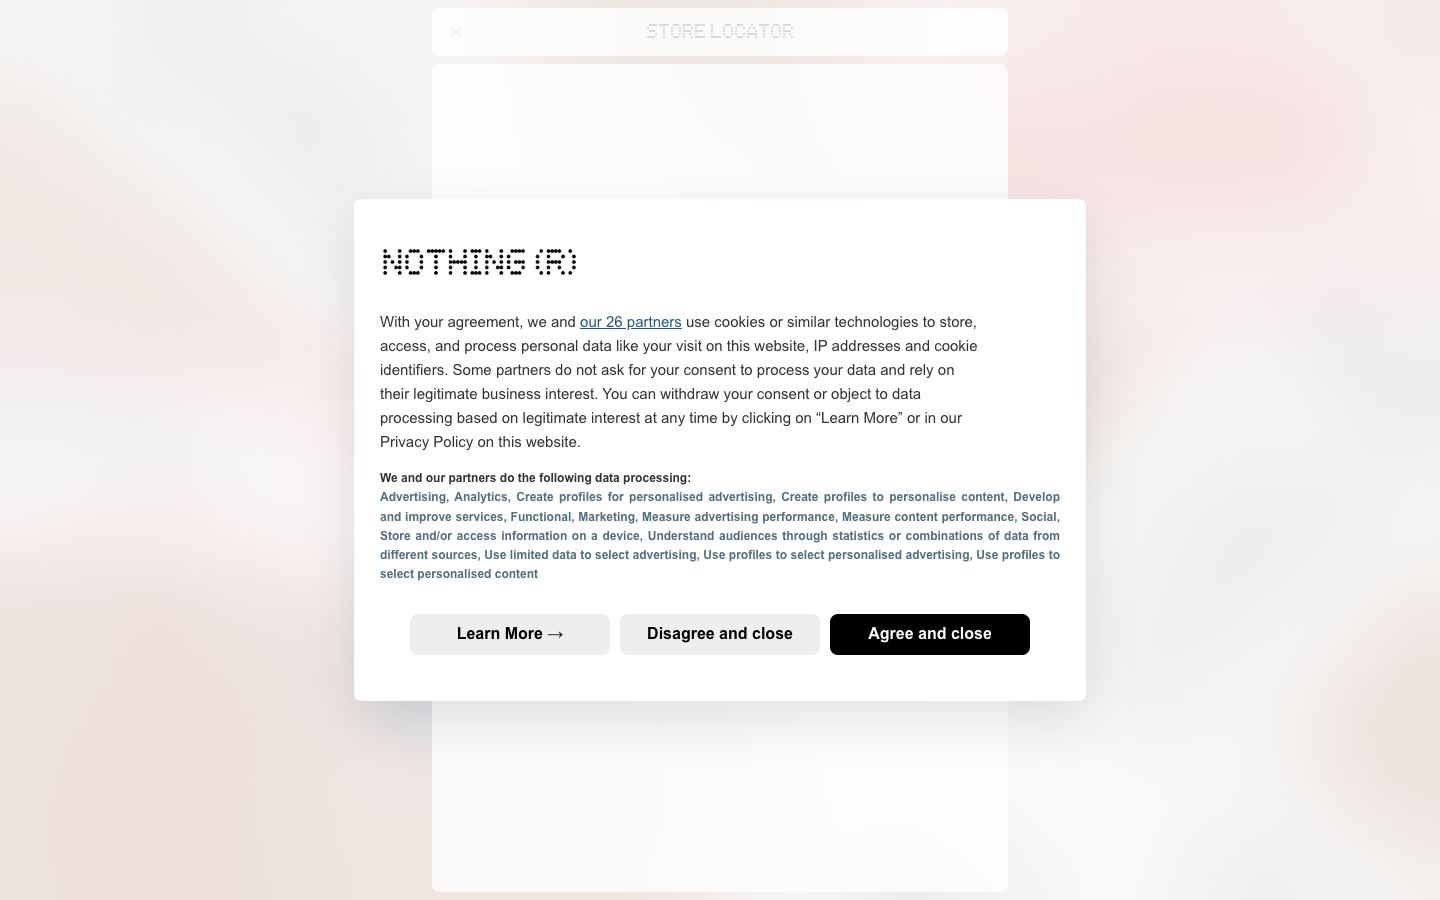 STORE LOCATOR
NOTHING (R)
With your agreement, we and our 26 partners use cookies or similar technologies to store,
access, and process personal data like your visit on this website, IP addresses and cookie
identifiers. Some partners do not ask for your consent to process your data and rely on
their legitimate business interest. You can withdraw your consent or object to data
processing based on legitimate interest at any time by clicking on “Learn More” or in our
Privacy Policy on this website.
We and our partners do the following data processing:
Advertising, Analytics, Create profiles for personalised advertising, Create profiles to personalise content, Develop
and improve services, Functional, Marketing, Measure advertising performance, Measure content performance, Social,
Store and/or access information on a device, Understand audiences through statistics or combinations of data from
different sources, Use limited data to select advertising, Use profiles to select personalised advertising, Use profiles to
select personalised content
Learn More →
Disagree and close
Agree and close